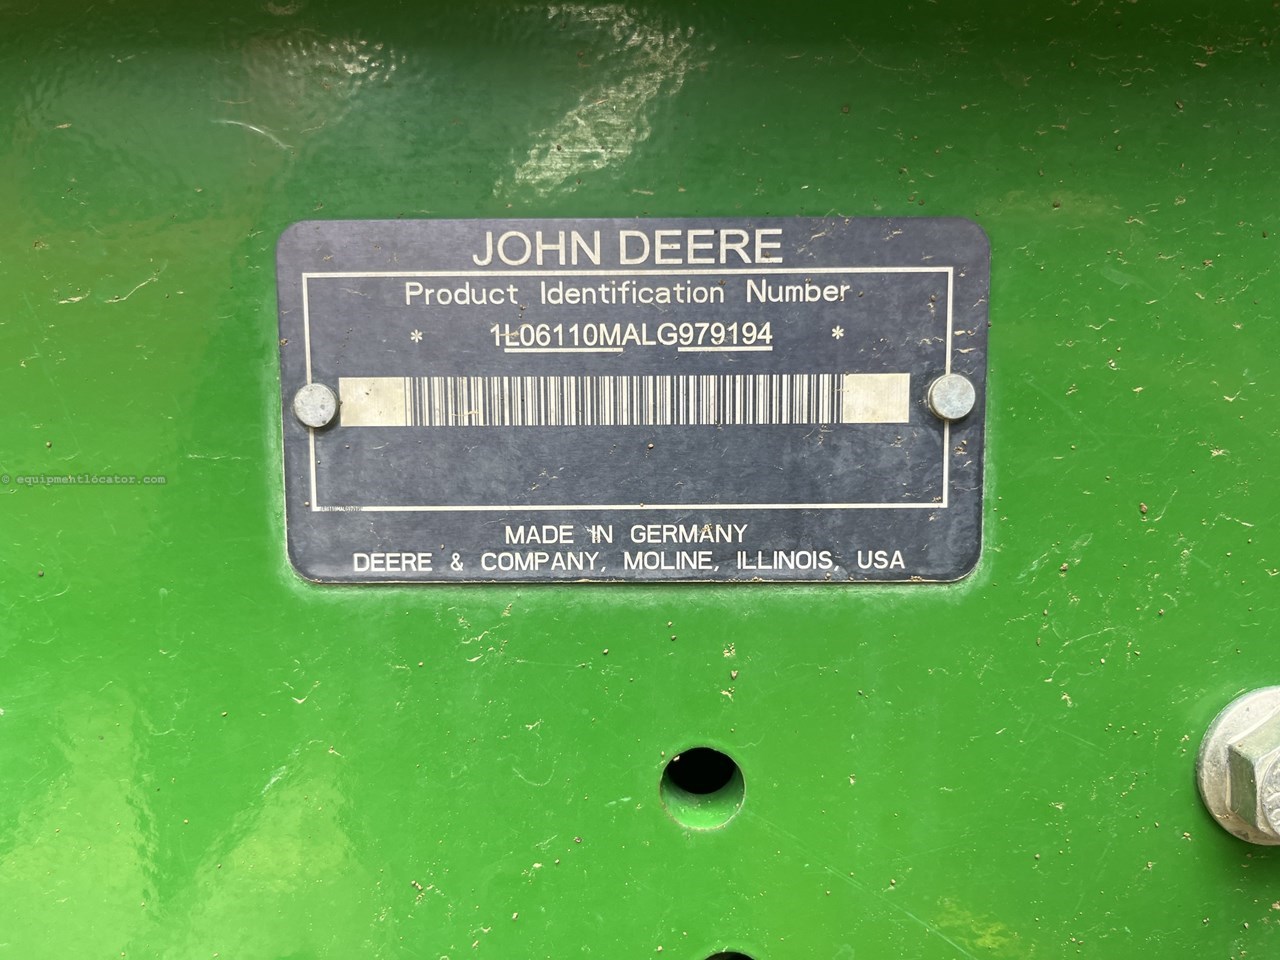 JOHN DEERE
Product Identification Number
* 1L06110MALG979194 *
MADE IN GERMANY
DEERE & COMPANY, MOLINE, ILLINOIS, USA
© equipmentlocator.com